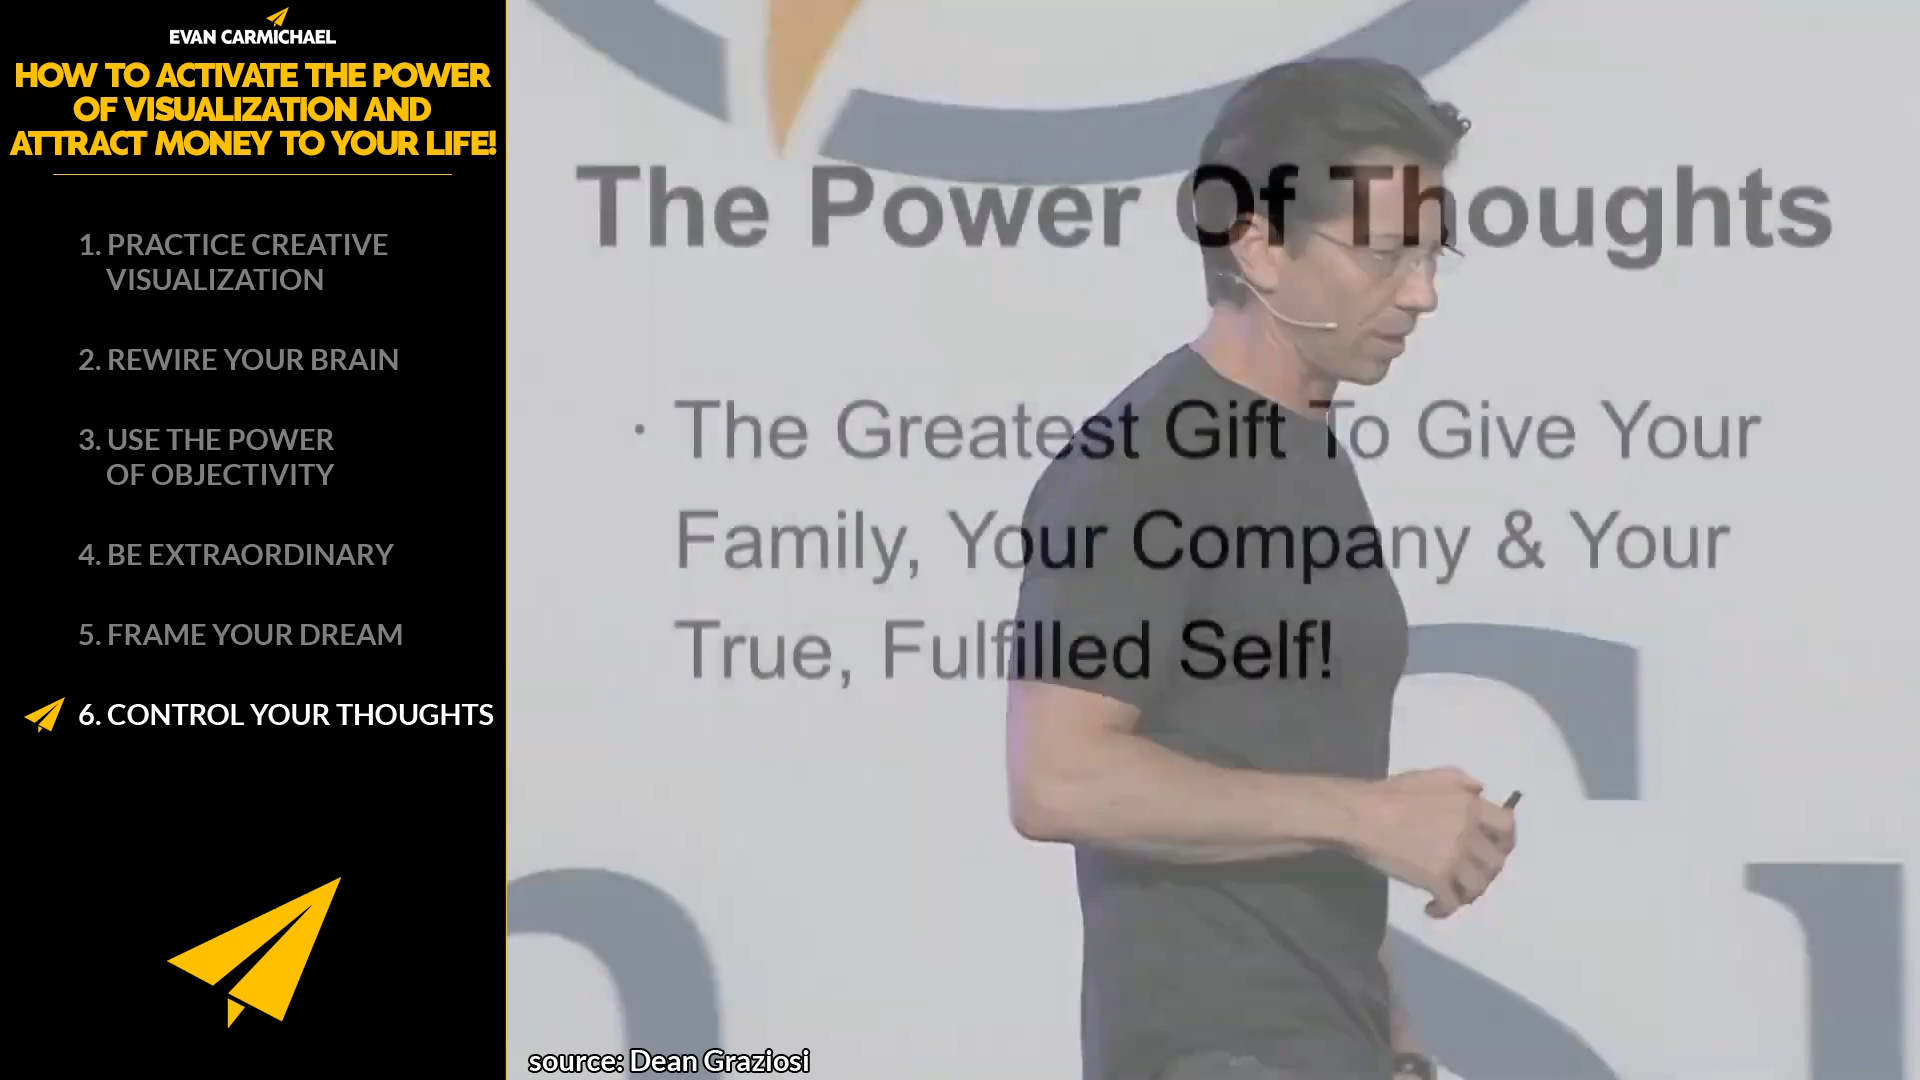 EVAN CARMICHAEL
HOW TO ACTIVATE THE POWER
OF VISUALIZATION AND
ATTRACT MONEY TO YOUR LIFE!
1. PRACTICE CREATIVE
VISUALIZATION
2. REWIRE YOUR BRAIN
3. USE THE POWER
OF OBJECTIVITY
4. BE EXTRAORDINARY
5. FRAME YOUR DREAM
6. CONTROL YOUR THOUGHTS
The Power Of Thoughts
· The Greatest Gift To Give Your
Family, Your Company & Your
True, Fulfilled Self!
source: Dean Graziosi